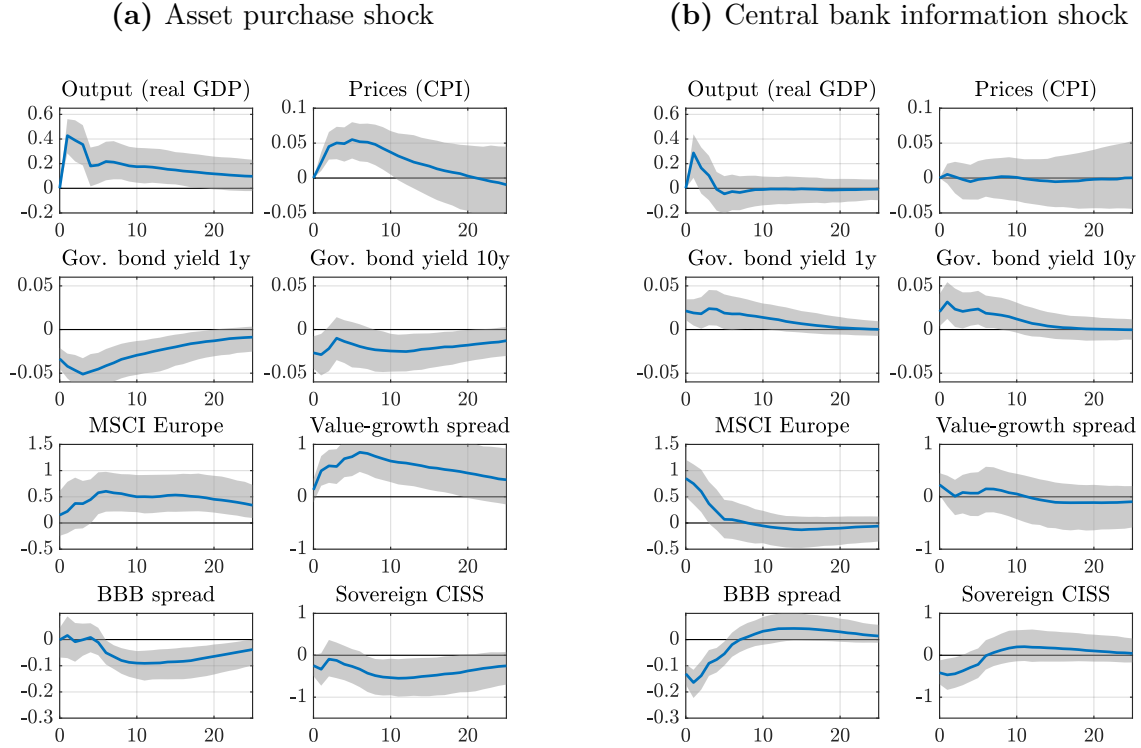 (a) Asset purchase shock
(b) Central bank information shock
Output (real GDP)
0.6
0.4
0.2
0
-0.2
0 10 20
Prices (CPI)
0.1
0.05
0
-0.05
0 10 20
Gov. bond yield 1y
0.05
0
-0.05
0 10 20
Gov. bond yield 10y
0.05
0
-0.05
0 10 20
MSCI Europe
1.5
1
0.5
0
-0.5
0 10 20
Value-growth spread
1
0
-1
0 10 20
BBB spread
0
-0.1
-0.2
-0.3
0 10 20
Sovereign CISS
1
0
-1
0 10 20
Output (real GDP)
0.6
0.4
0.2
0
-0.2
0 10 20
Prices (CPI)
0.1
0.05
0
-0.05
0 10 20
Gov. bond yield 1y
0.05
0
-0.05
0 10 20
Gov. bond yield 10y
0.05
0
-0.05
0 10 20
MSCI Europe
1.5
1
0.5
0
-0.5
0 10 20
Value-growth spread
1
0
-1
0 10 20
BBB spread
0
-0.1
-0.2
-0.3
0 10 20
Sovereign CISS
1
0
-1
0 10 20